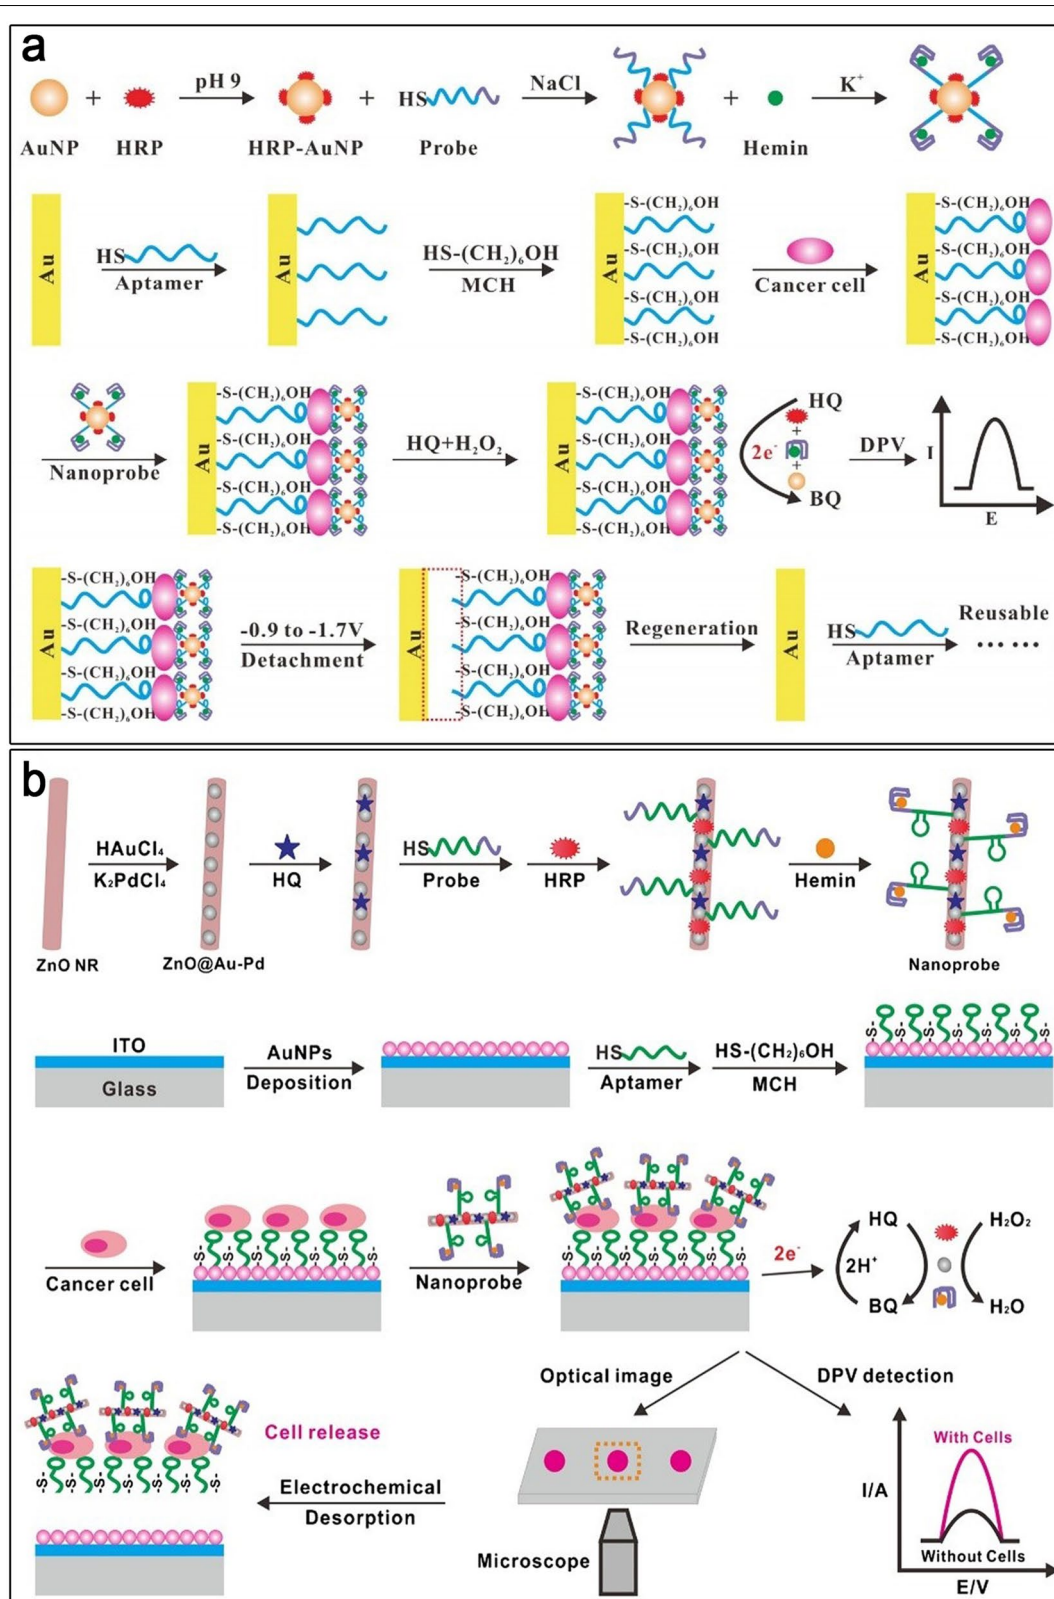 a
pH 9
NaCl
K⁺
+
+
HS
+
AuNP
HRP
HRP-AuNP
Probe
Hemin
Au
HS
Aptamer
Au
HS-(CH₂)₆OH
MCH
Au
-S-(CH₂)₆OH
-S-(CH₂)₆OH
-S-(CH₂)₆OH
-S-(CH₂)₆OH
Cancer cell
Au
-S-(CH₂)₆OH
-S-(CH₂)₆OH
-S-(CH₂)₆OH
-S-(CH₂)₆OH
Nanoprobe
Au
-S-(CH₂)₆OH
-S-(CH₂)₆OH
-S-(CH₂)₆OH
-S-(CH₂)₆OH
HQ+H₂O₂
Au
-S-(CH₂)₆OH
-S-(CH₂)₆OH
-S-(CH₂)₆OH
-S-(CH₂)₆OH
HQ
+
2e⁻
+
BQ
DPV
I
E
Au
-S-(CH₂)₆OH
-S-(CH₂)₆OH
-S-(CH₂)₆OH
-S-(CH₂)₆OH
-0.9 to -1.7V
Detachment
Au
-S-(CH₂)₆OH
-S-(CH₂)₆OH
-S-(CH₂)₆OH
-S-(CH₂)₆OH
Regeneration
Au
HS
Aptamer
Reusable
……
b
HAuCl₄
K₂PdCl₄
HQ
HS
Probe
HRP
Hemin
ZnO NR
ZnO@Au-Pd
Nanoprobe
ITO
Glass
AuNPs
Deposition
HS
Aptamer
HS-(CH₂)₆OH
MCH
-S- -S- -S- -S- -S- -S- -S-
Cancer cell
-S- -S- -S- -S- -S- -S- -S-
Nanoprobe
-S- -S- -S- -S- -S- -S- -S-
2e⁻
HQ
H₂O₂
2H⁺
BQ
H₂O
Optical image
DPV detection
Cell release
-S- -S- -S- -S- -S- -S- -S-
Electrochemical
Desorption
Microscope
With Cells
I/A
Without Cells
E/V